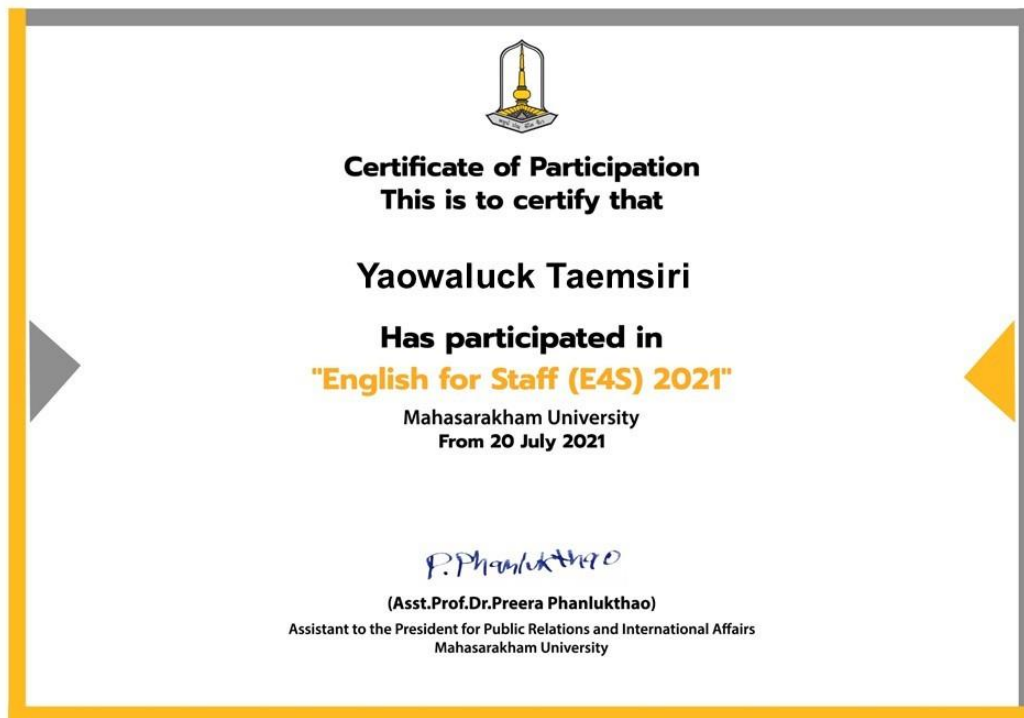 Certificate of Participation
This is to certify that
Yaowaluck Taemsiri
Has participated in
"English for Staff (E4S) 2021"
Mahasarakham University
From 20 July 2021
P.Phanlukthao
(Asst.Prof.Dr.Preera Phanlukthao)
Assistant to the President for Public Relations and International Affairs
Mahasarakham University